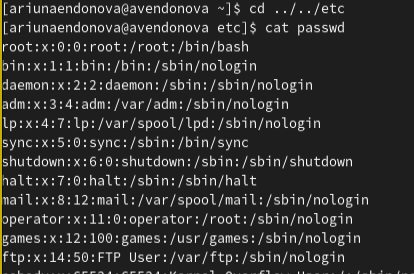 [ariunaendonova@avendonova ~]$ cd ../../etc
[ariunaendonova@avendonova etc]$ cat passwd
root:x:0:0:root:/root:/bin/bash
bin:x:1:1:bin:/bin:/sbin/nologin
daemon:x:2:2:daemon:/sbin:/sbin/nologin
adm:x:3:4:adm:/var/adm:/sbin/nologin
lp:x:4:7:lp:/var/spool/lpd:/sbin/nologin
sync:x:5:0:sync:/sbin:/bin/sync
shutdown:x:6:0:shutdown:/sbin:/sbin/shutdown
halt:x:7:0:halt:/sbin:/sbin/halt
mail:x:8:12:mail:/var/spool/mail:/sbin/nologin
operator:x:11:0:operator:/root:/sbin/nologin
games:x:12:100:games:/usr/games:/sbin/nologin
ftp:x:14:50:FTP User:/var/ftp:/sbin/nologin